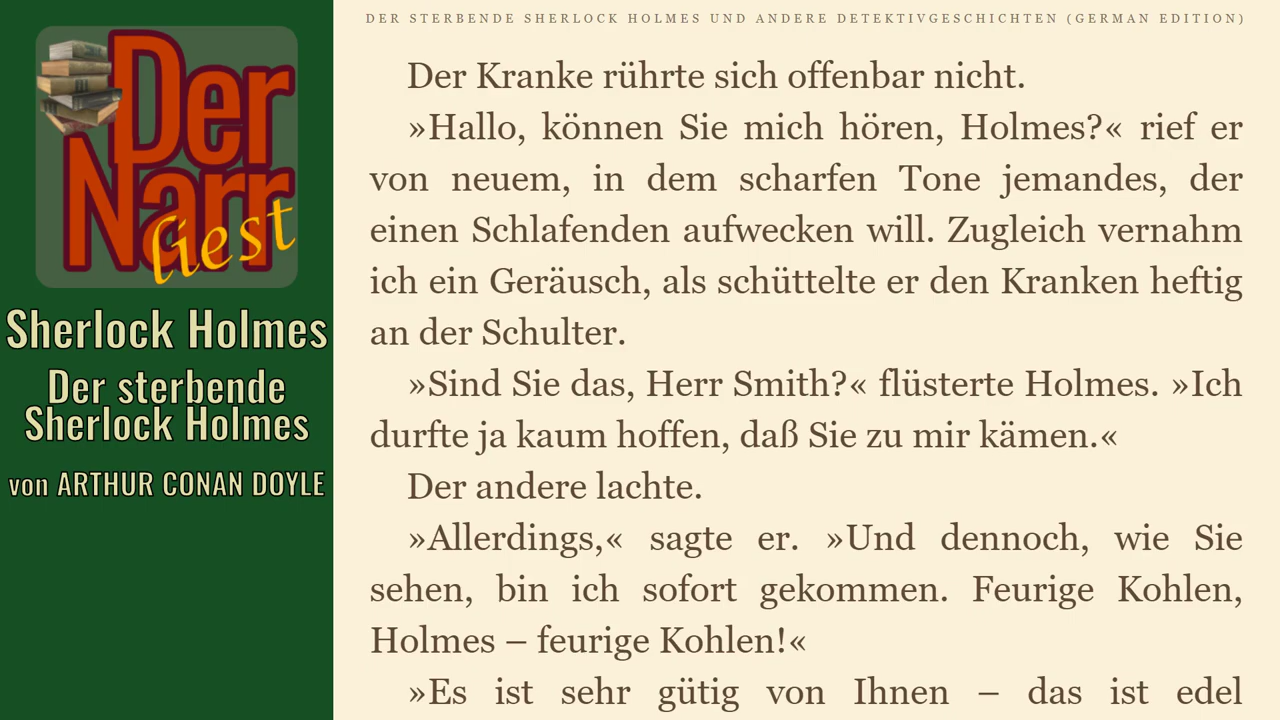 Der
Narr
liest
Sherlock Holmes
Der sterbende
Sherlock Holmes
von ARTHUR CONAN DOYLE
DER STERBENDE SHERLOCK HOLMES UND ANDERE DETEKTIVGESCHICHTEN (GERMAN EDITION)
Der Kranke rührte sich offenbar nicht.
»Hallo, können Sie mich hören, Holmes?« rief er
von neuem, in dem scharfen Tone jemandes, der
einen Schlafenden aufwecken will. Zugleich vernahm
ich ein Geräusch, als schüttelte er den Kranken heftig
an der Schulter.
»Sind Sie das, Herr Smith?« flüsterte Holmes. »Ich
durfte ja kaum hoffen, daß Sie zu mir kämen.«
Der andere lachte.
»Allerdings,« sagte er. »Und dennoch, wie Sie
sehen, bin ich sofort gekommen. Feurige Kohlen,
Holmes – feurige Kohlen!«
»Es ist sehr gütig von Ihnen – das ist edel